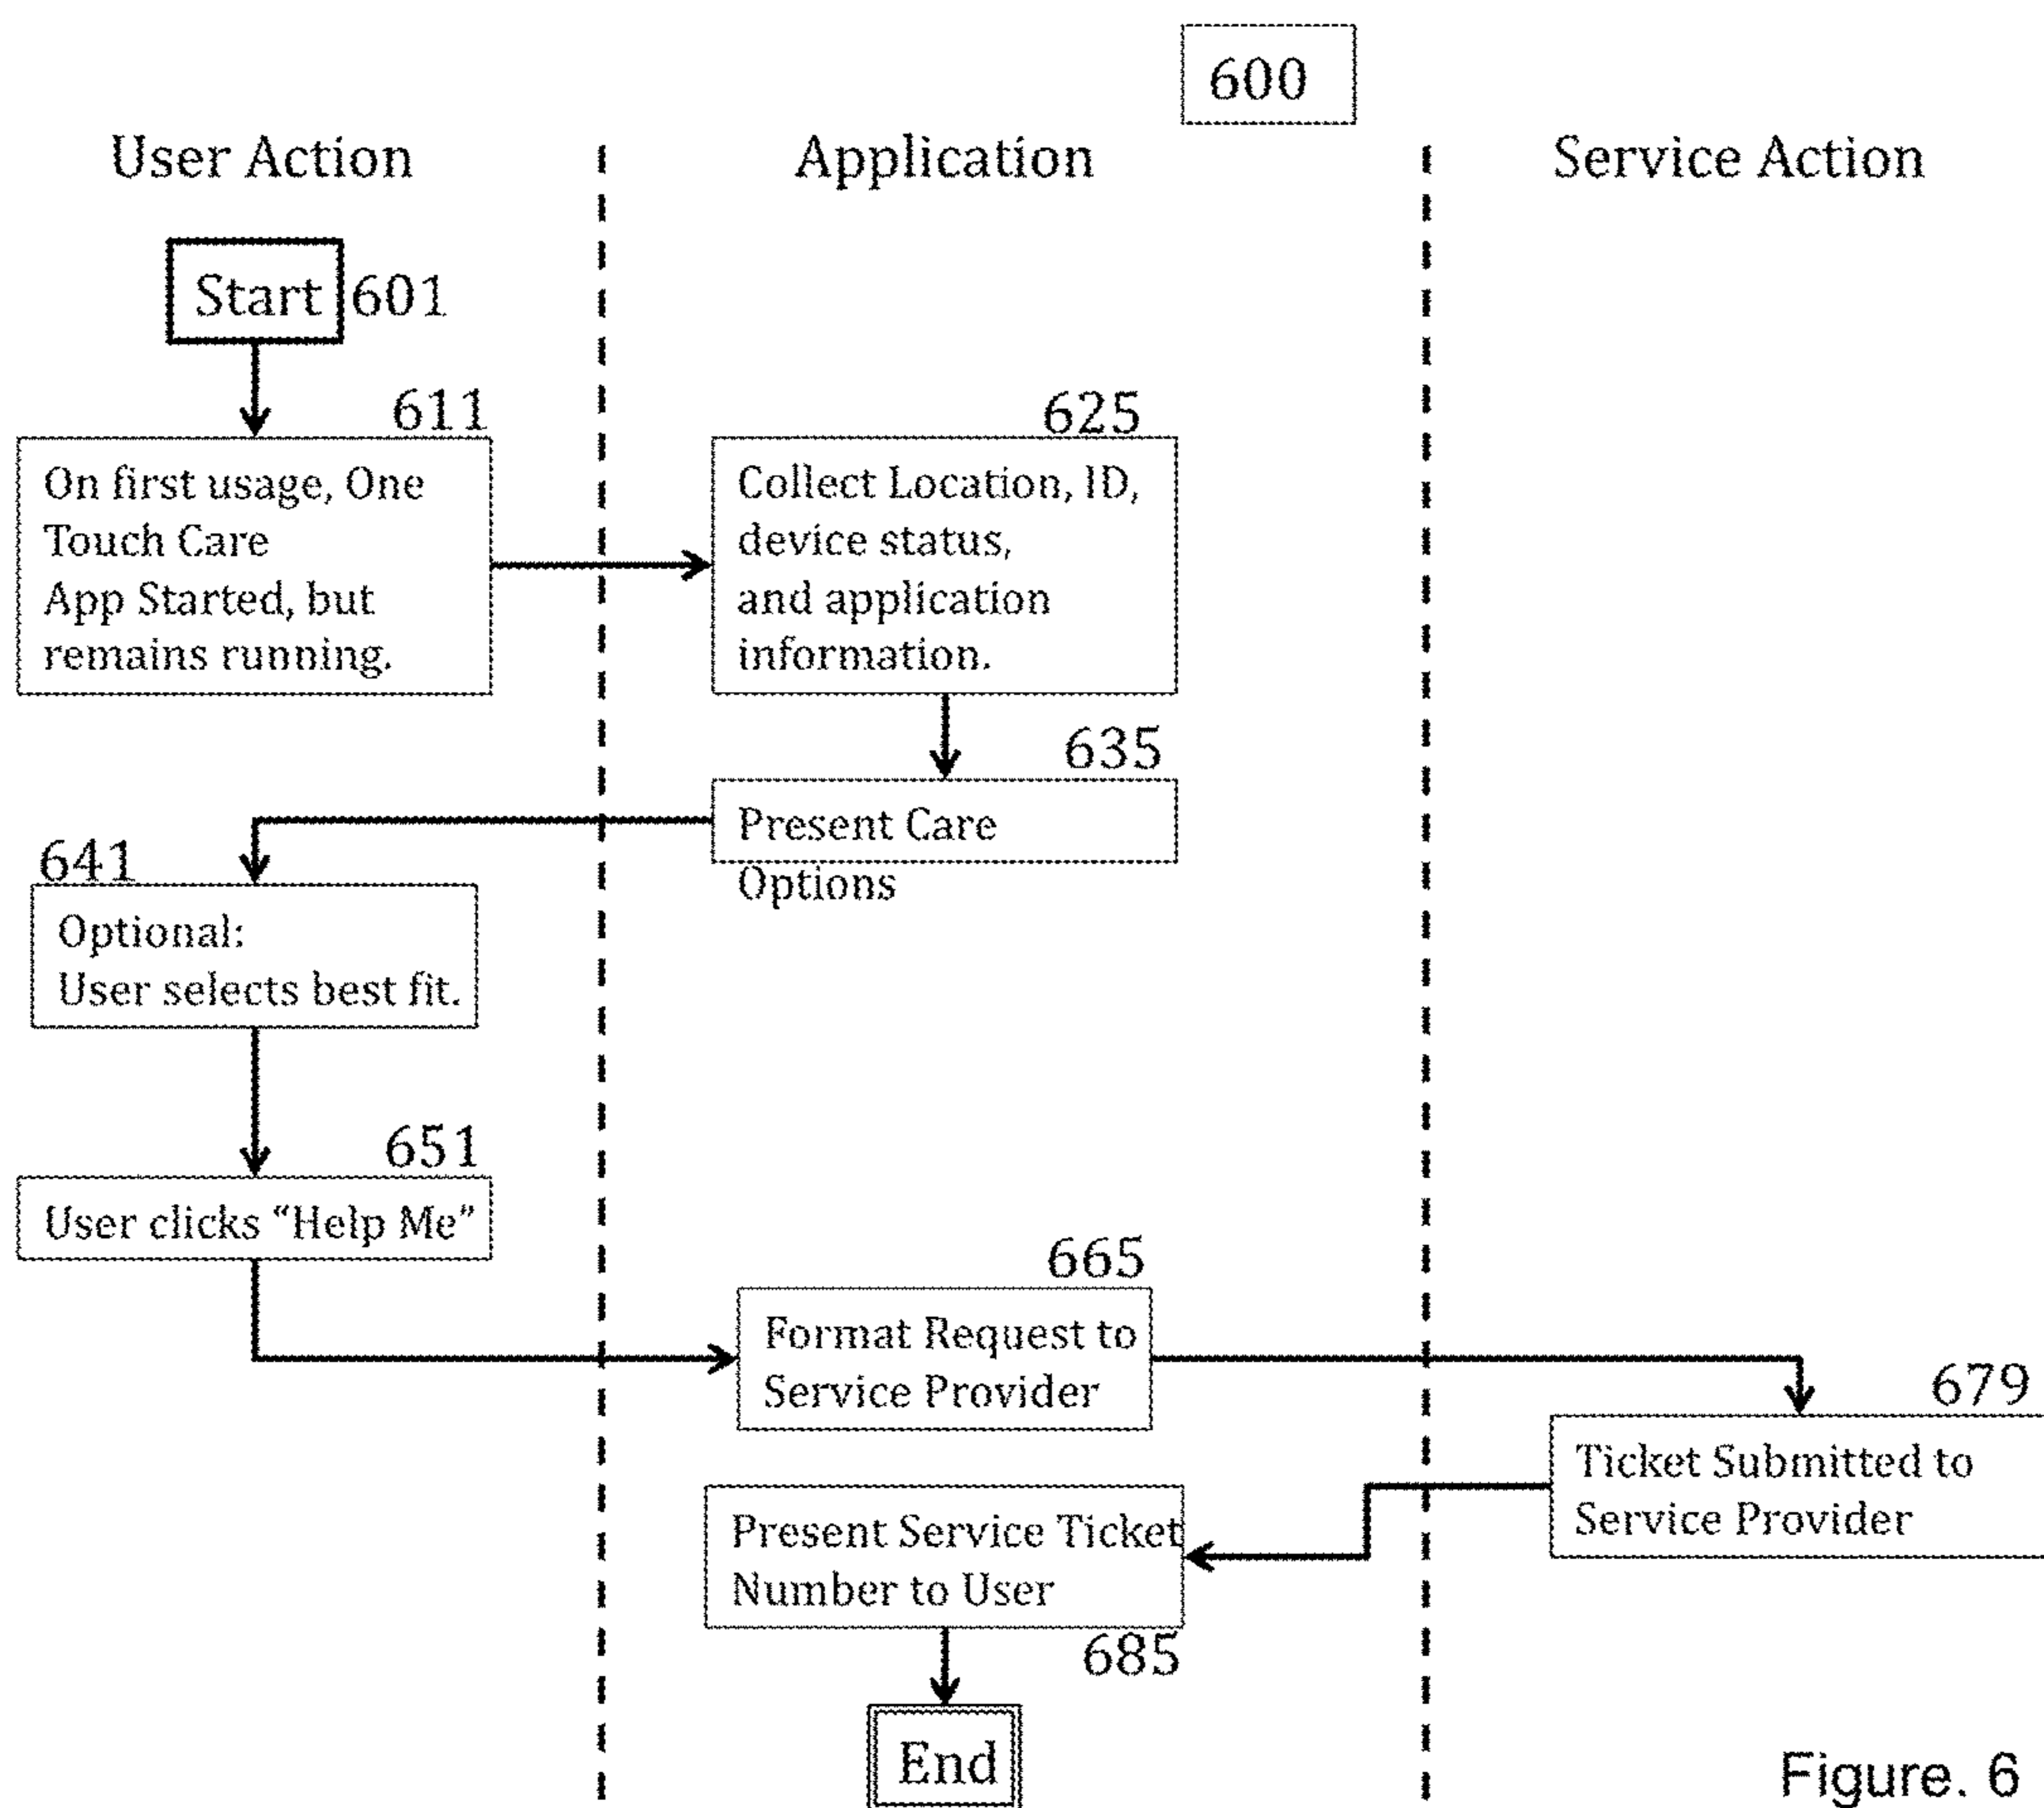 600
User Action
Application
Service Action
Start
601
611
On first usage, One
Touch Care
App Started, but
remains running.
625
Collect Location, ID,
device status,
and application
information.
635
Present Care
Options
641
Optional:
User selects best fit.
651
User clicks “Help Me”
665
Format Request to
Service Provider
679
Ticket Submitted to
Service Provider
Present Service Ticket
Number to User
685
End
Figure. 6